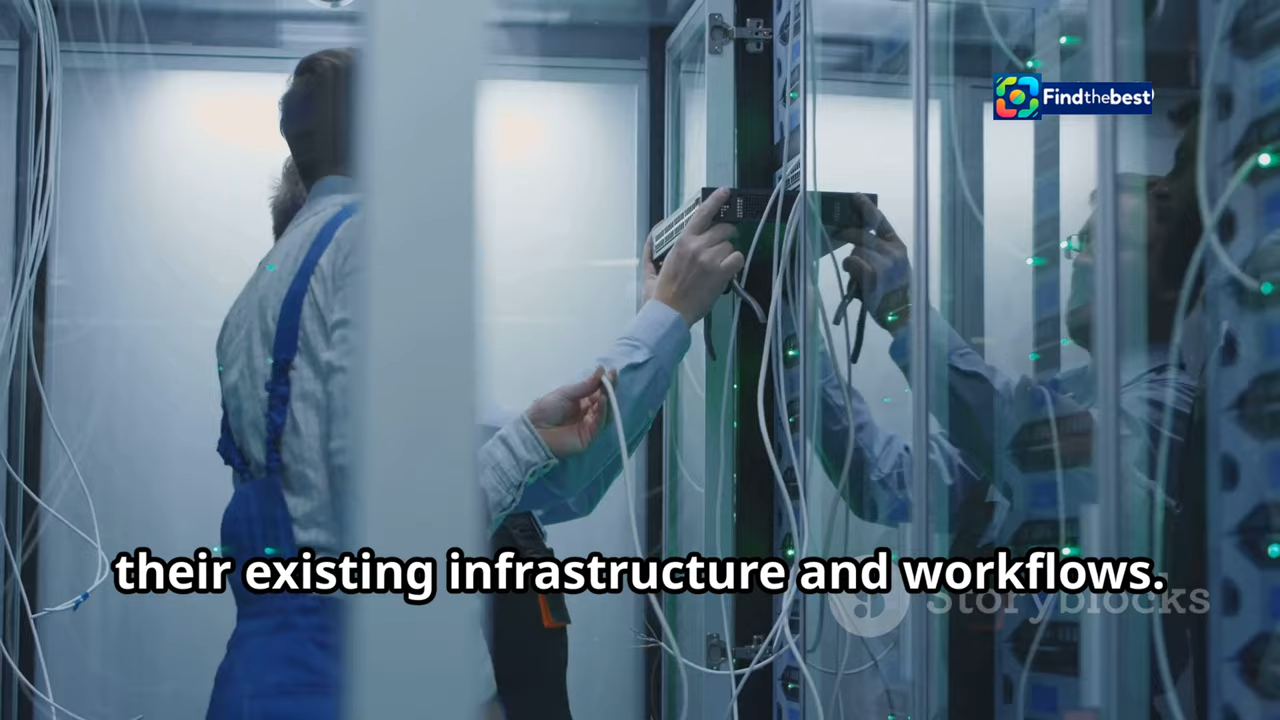 Findthebest
their existing infrastructure and workflows.
Storyblocks